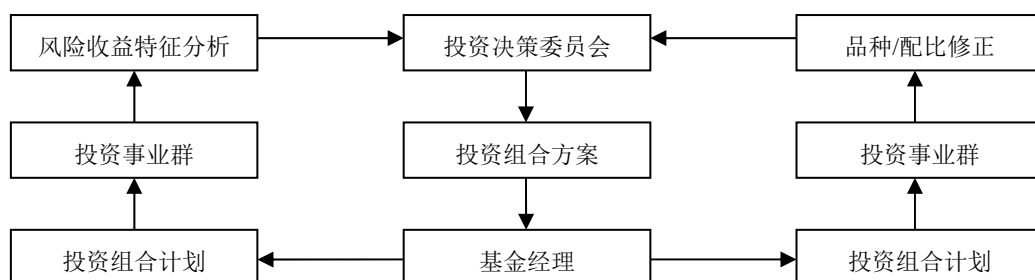 风险收益特征分析
投资决策委员会
品种/配比修正
投资事业群
投资组合方案
投资事业群
投资组合计划
基金经理
投资组合计划